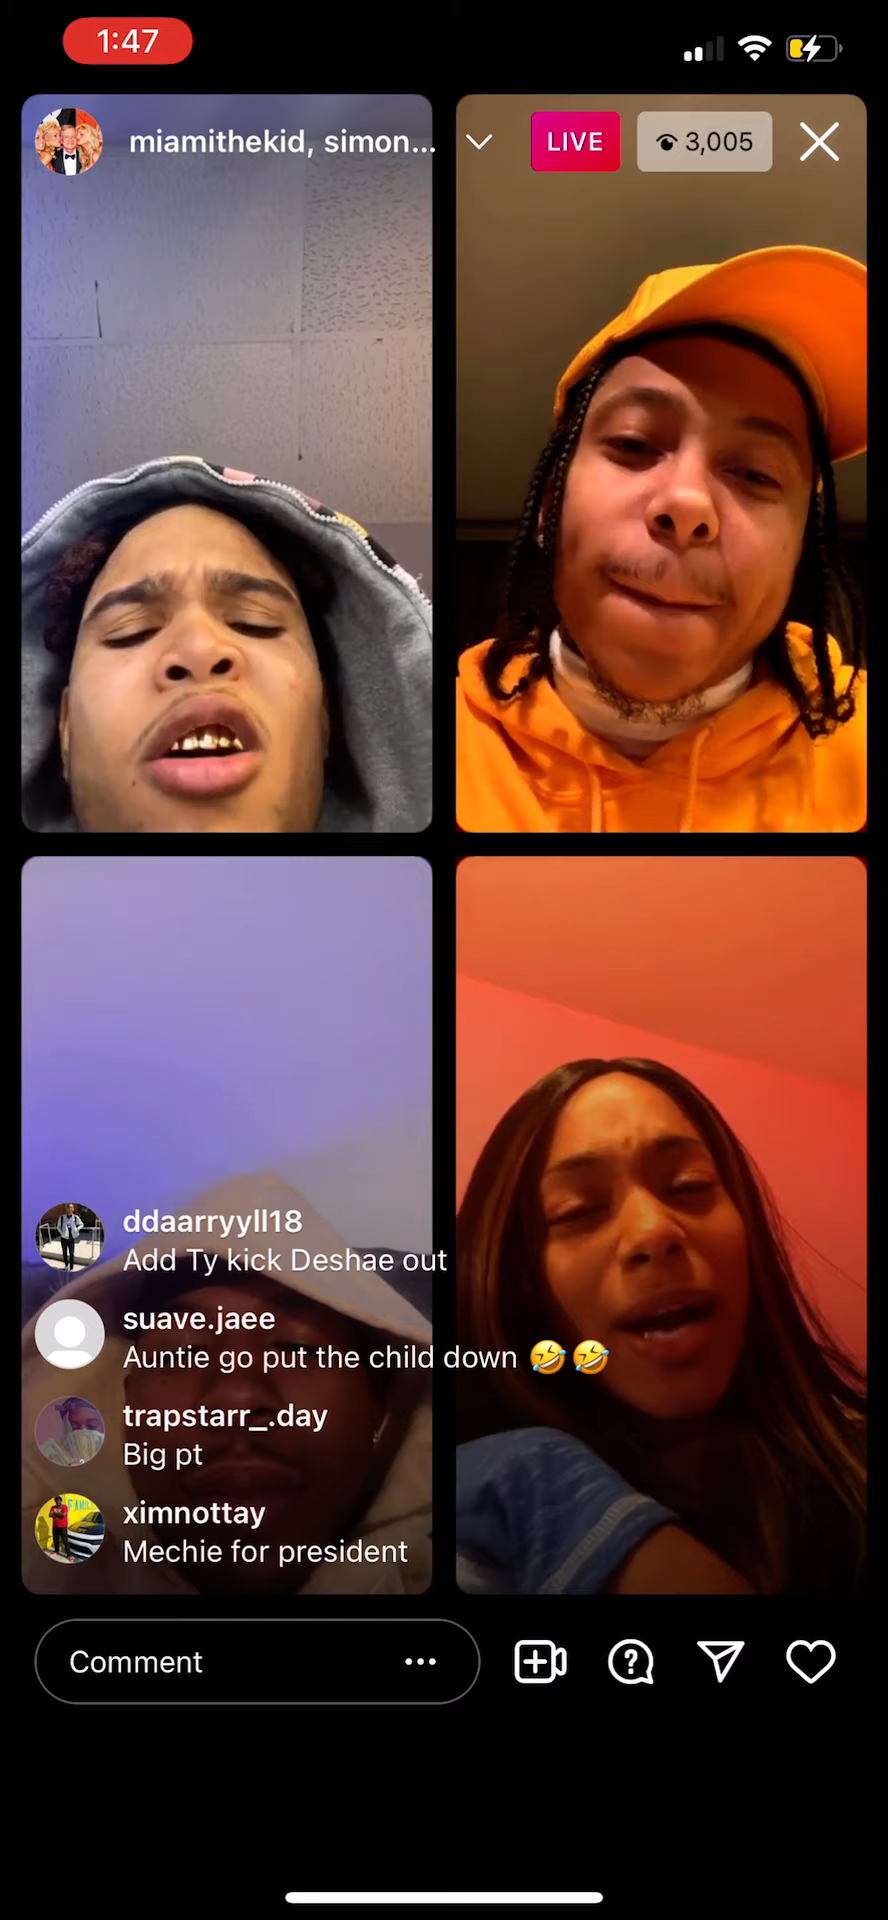 1:47
miamithekid, simon...
LIVE
3,005
ddaarryyll18
Add Ty kick Deshae out
suave.jaee
Auntie go put the child down 🤣🤣
trapstarr_.day
Big pt
ximnottay
Mechie for president
Comment